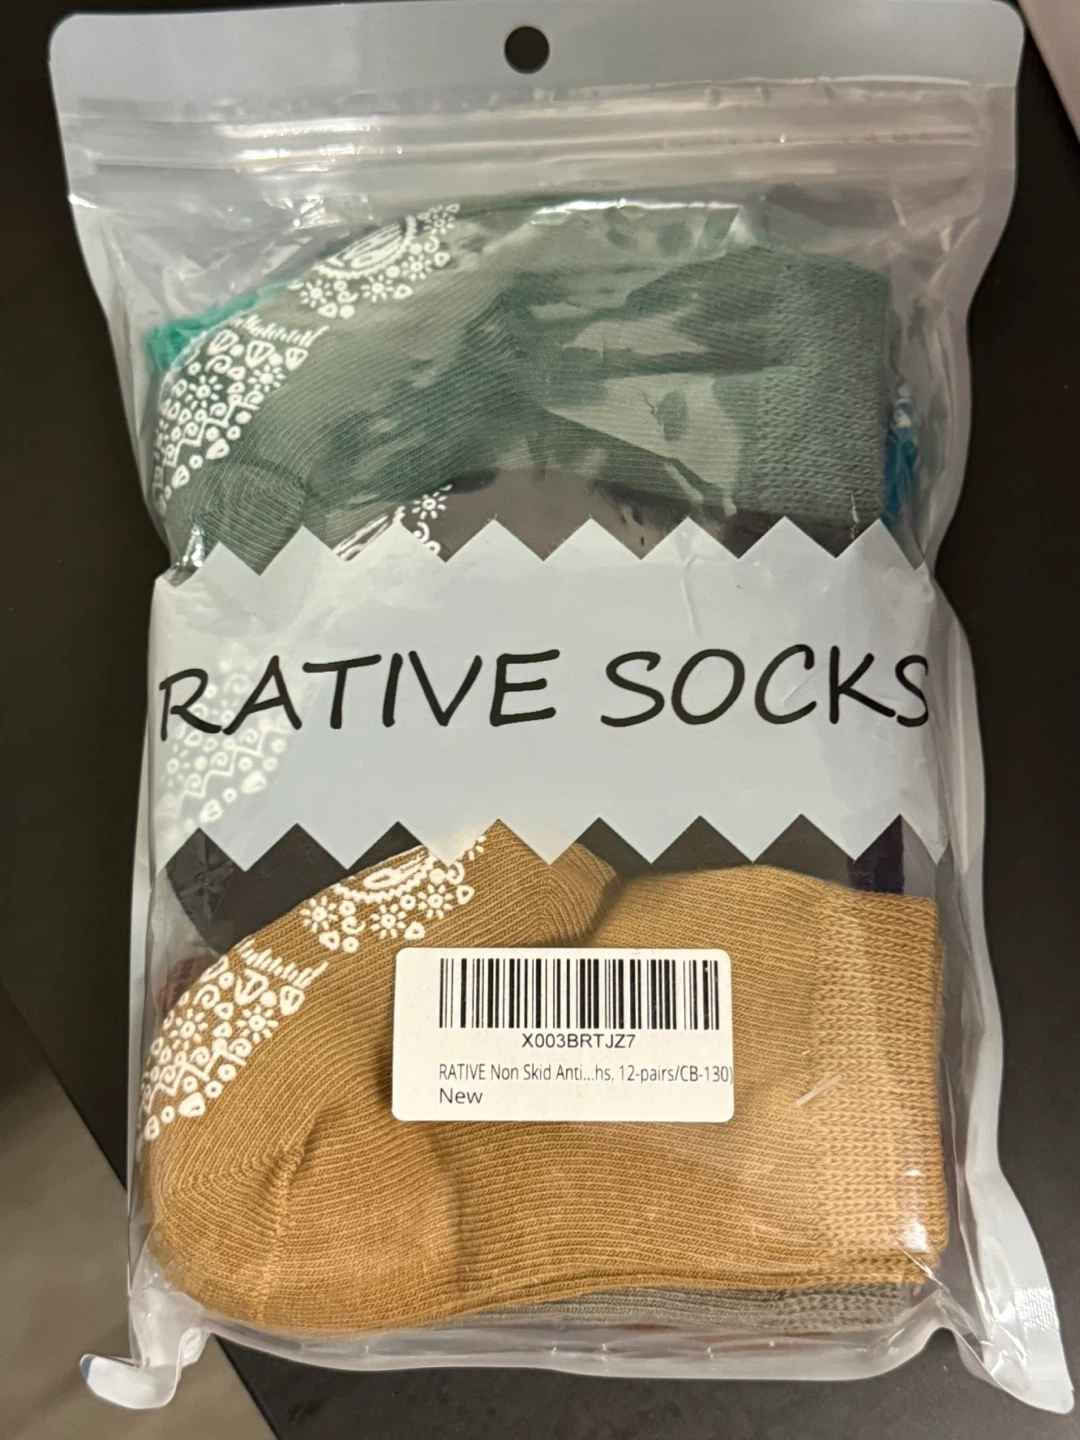 RATIVE SOCKS
X003BRTJZ7
RATIVE Non Skid Anti...hs, 12-pairs/CB-130)
New